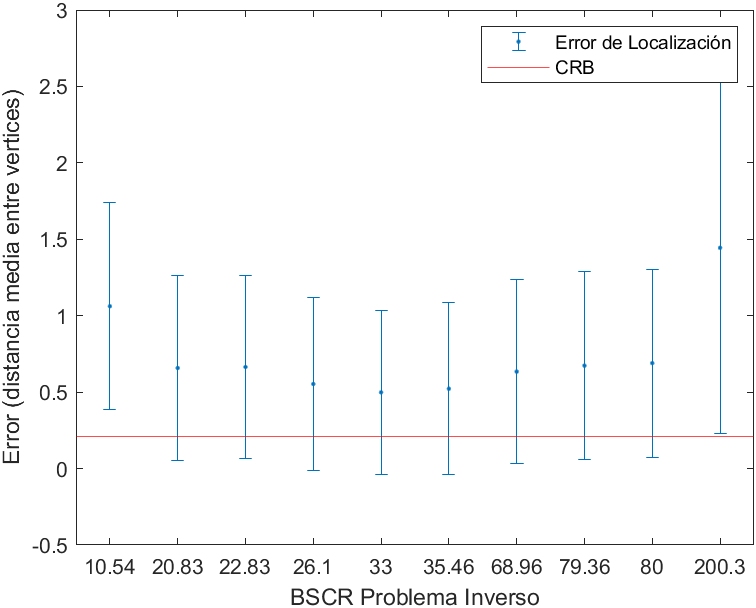 3
2.5
2
1.5
1
0.5
0
-0.5
Error (distancia media entre vertices)
Error de Localización
CRB
10.54 20.83 22.83 26.1 33 35.46 68.96 79.36 80 200.3
BSCR Problema Inverso